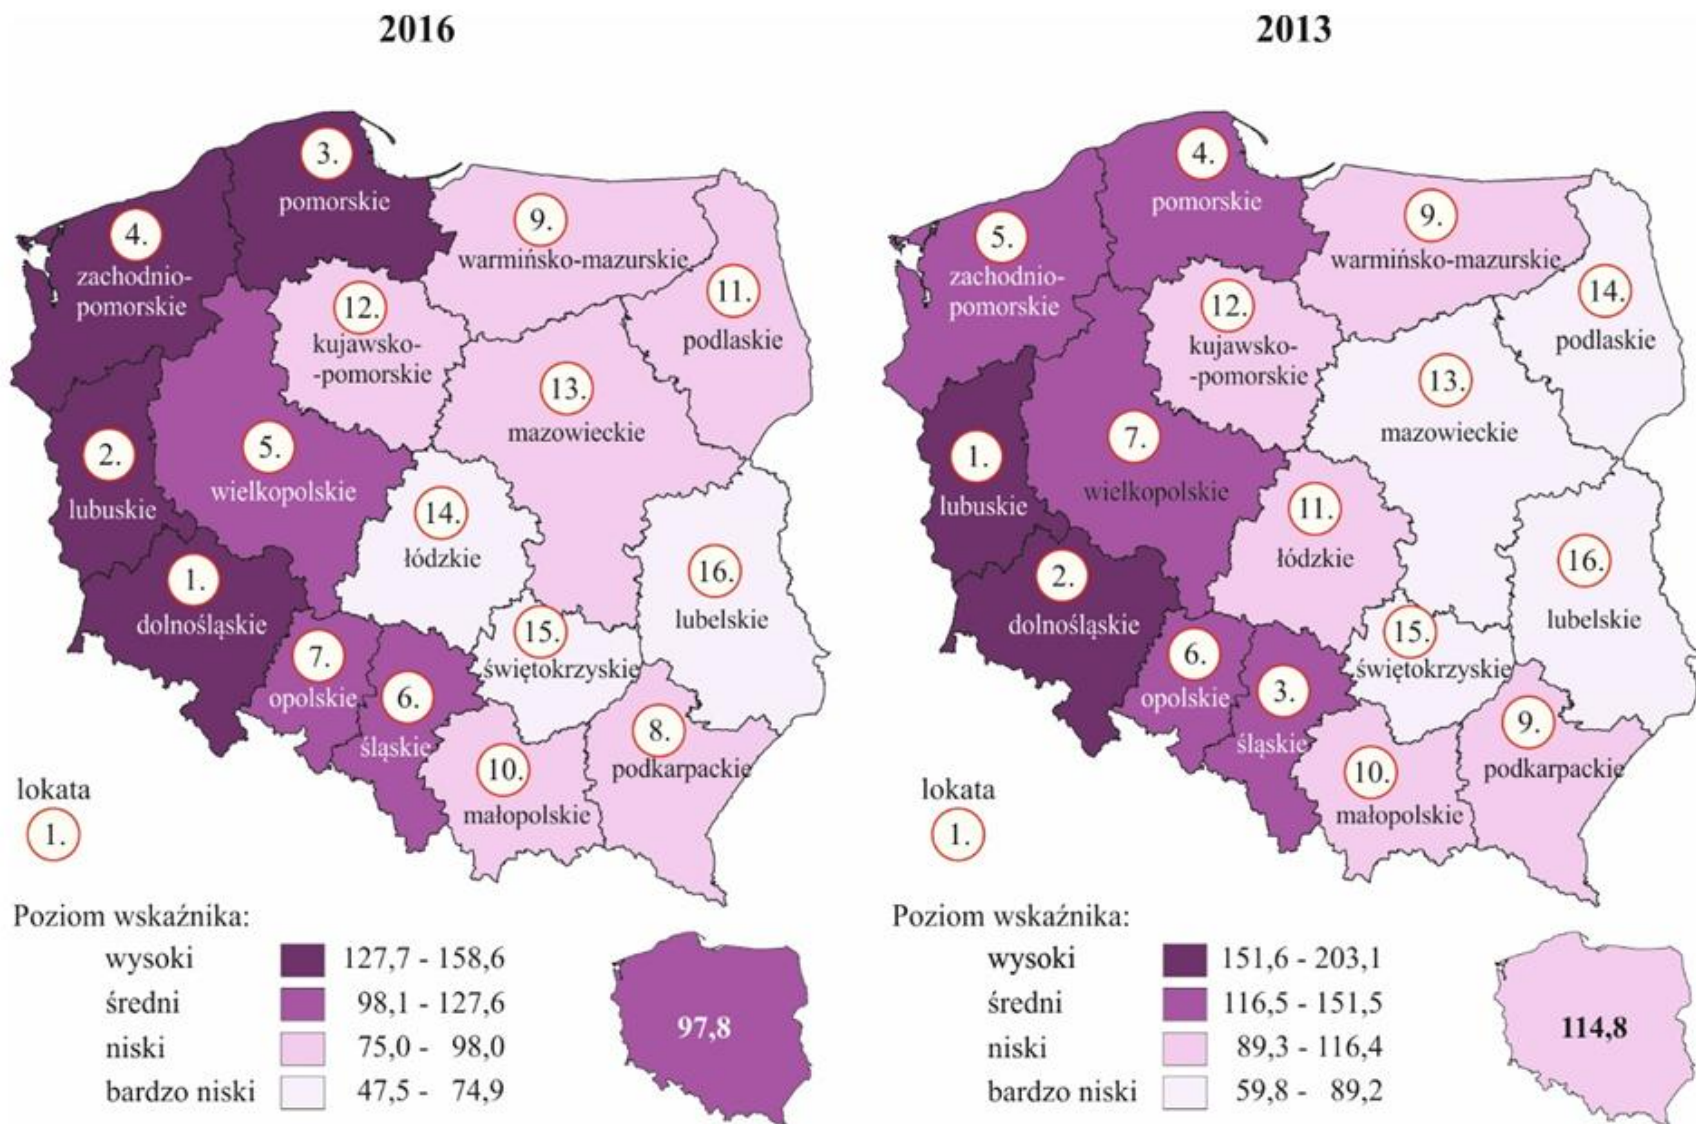 2016
3.
pomorskie
4.
zachodnio-
pomorskie
9.
warmińsko-mazurskie
11.
podlaskie
12.
kujawsko-
-pomorskie
13.
mazowieckie
2.
lubuskie
5.
wielkopolskie
14.
łódzkie
16.
lubelskie
1.
dolnośląskie
7.
opolskie
6.
śląskie
15.
świętokrzyskie
8.
podkarpackie
10.
małopolskie
lokata
1.
Poziom wskaźnika:
wysoki 127,7 - 158,6
średni 98,1 - 127,6
niski 75,0 - 98,0
bardzo niski 47,5 - 74,9
97,8
2013
4.
pomorskie
5.
zachodnio-
pomorskie
9.
warmińsko-mazurskie
14.
podlaskie
12.
kujawsko-
-pomorskie
13.
mazowieckie
1.
lubuskie
7.
wielkopolskie
11.
łódzkie
16.
lubelskie
2.
dolnośląskie
6.
opolskie
3.
śląskie
15.
świętokrzyskie
9.
podkarpackie
10.
małopolskie
lokata
1.
Poziom wskaźnika:
wysoki 151,6 - 203,1
średni 116,5 - 151,5
niski 89,3 - 116,4
bardzo niski 59,8 - 89,2
114,8